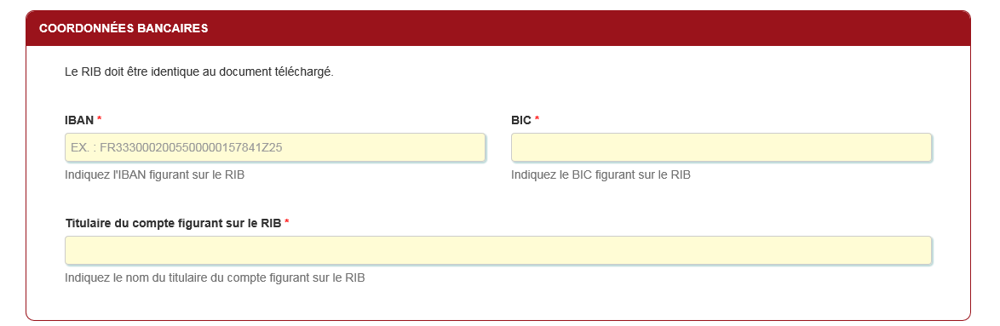 COORDONNÉES BANCAIRES
Le RIB doit être identique au document téléchargé.
IBAN *
BIC *
EX. : FR3330002005500000157841Z25
Indiquez l'IBAN figurant sur le RIB
Indiquez le BIC figurant sur le RIB
Titulaire du compte figurant sur le RIB *
Indiquez le nom du titulaire du compte figurant sur le RIB